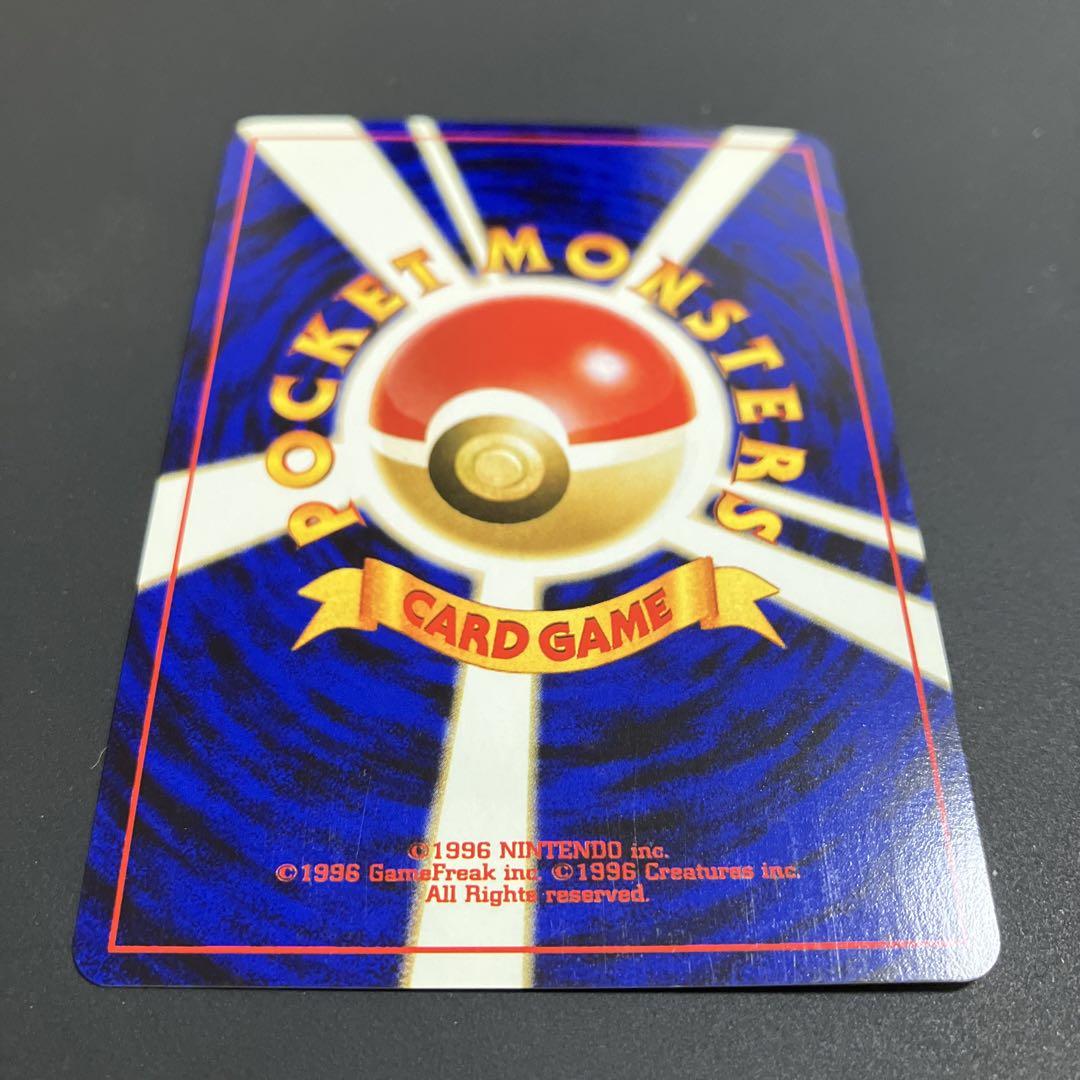 POCKET MONSTERS
CARD GAME
©1996 NINTENDO inc.
©1996 GameFreak inc. ©1996 Creatures inc.
All Rights reserved.